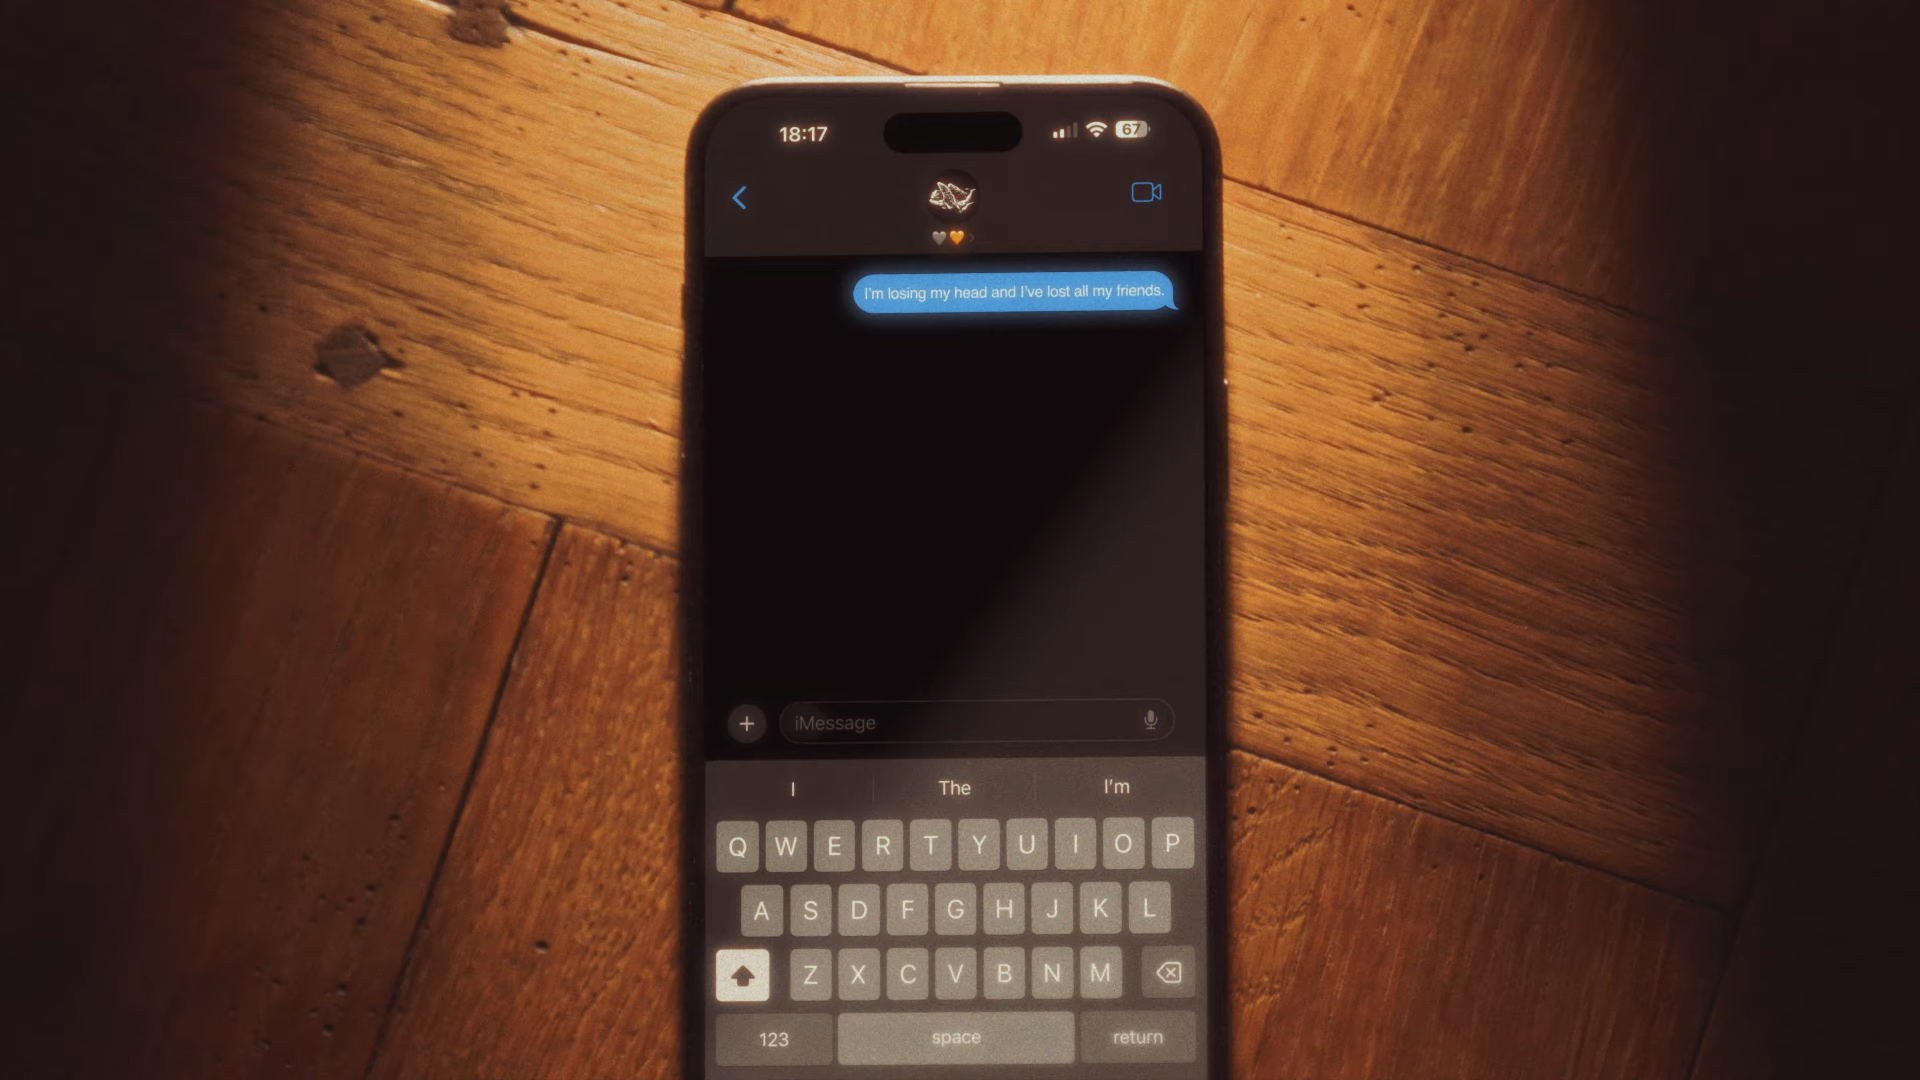 18:17
67
I'm losing my head and I've lost all my friends.
iMessage
I The I'm
Q W E R T Y U I O P
A S D F G H J K L
Z X C V B N M
123 space return